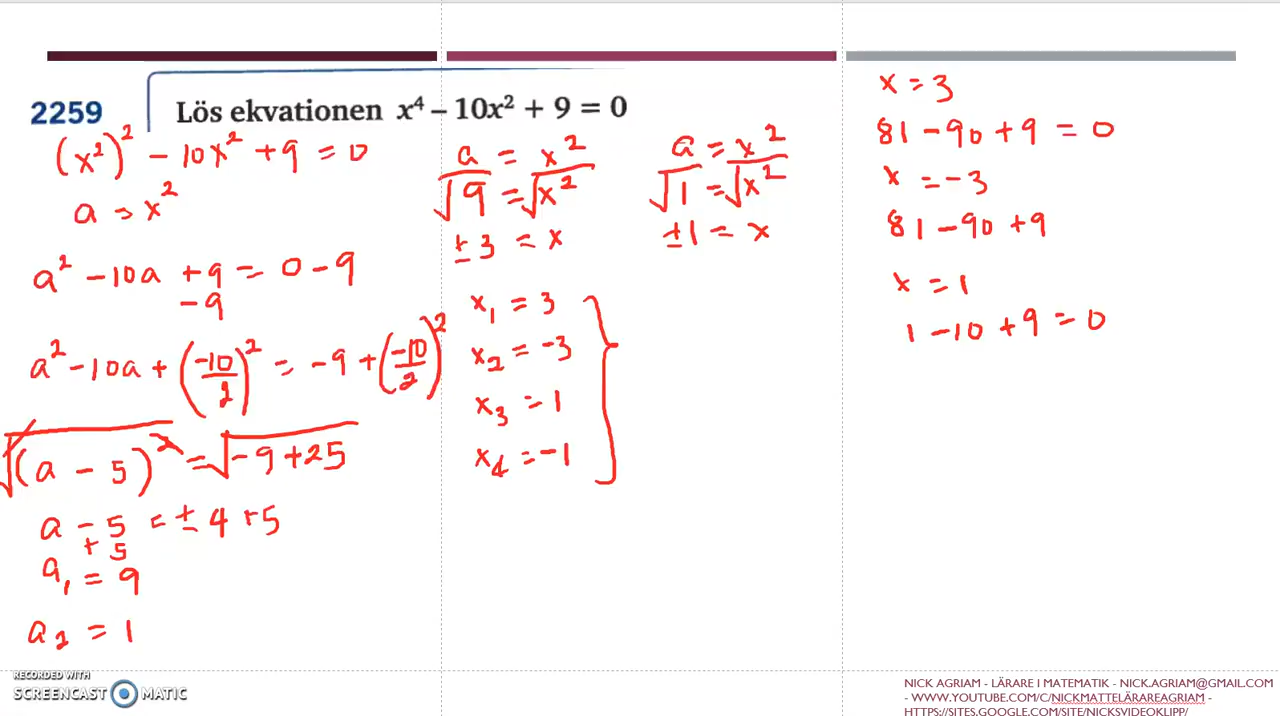 2259 Lös ekvationen x⁴ – 10x² + 9 = 0
(x²)² – 10x² + 9 = 0
a = x²
a² – 10a + 9 = 0 – 9
– 9
a² – 10a + (–10/2)² = –9 + (–10/2)²
√(a – 5)² = √–9 + 25
a – 5 = ± 4 + 5
+ 5
a₁ = 9
a₂ = 1
a = x²
√9 = √x²
± 3 = x
x₁ = 3
x₂ = –3
x₃ = 1
x₄ = –1
a = x²
√1 = √x²
±1 = x
x = 3
81 – 90 + 9 = 0
x = –3
81 – 90 + 9
x = 1
1 – 10 + 9 = 0
RECORDED WITH
SCREENCAST MATIC
NICK AGRIAM - LÄRARE I MATEMATIK - NICK.AGRIAM@GMAIL.COM
- WWW.YOUTUBE.COM/C/NICKMATTELÄRAREAGRIAM -
HTTPS://SITES.GOOGLE.COM/SITE/NICKSVIDEOKLIPP/